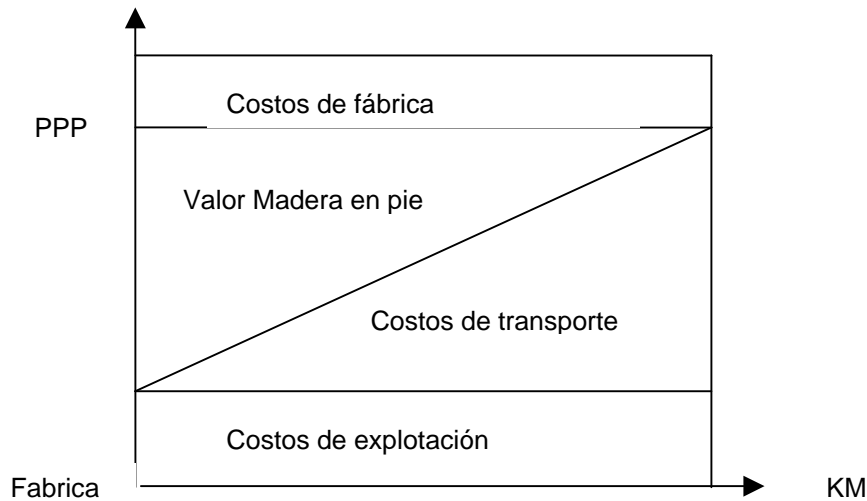 Costos de fábrica
PPP
Valor Madera en pie
Costos de transporte
Costos de explotación
Fabrica
KM